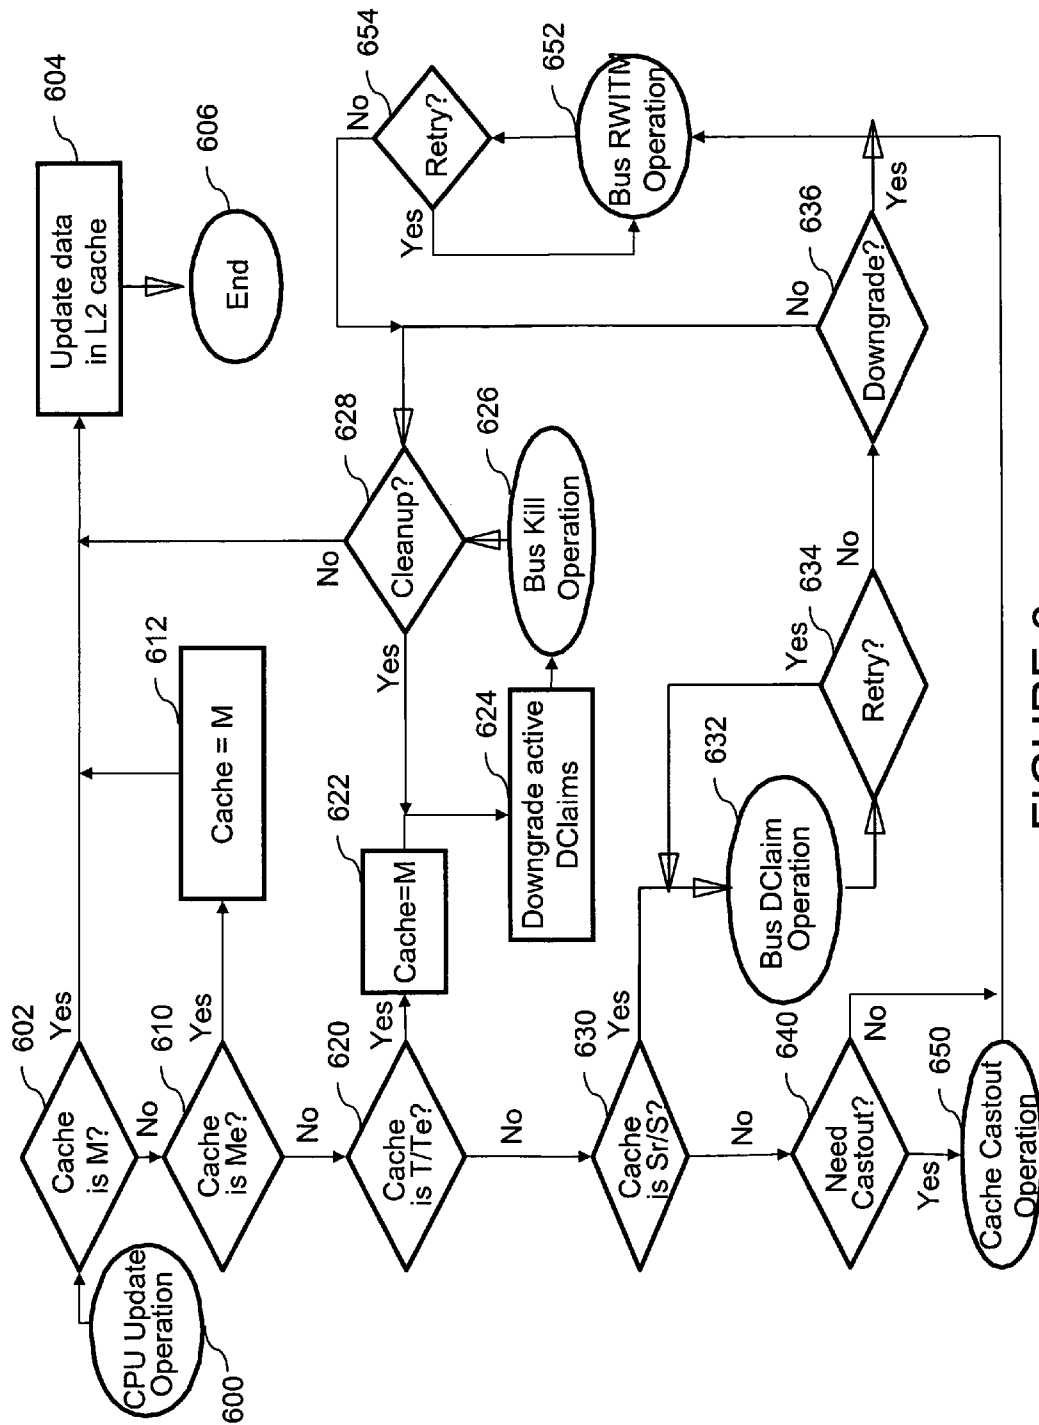 CPU Update
Operation
600
Cache
is M?
602
Yes
No
Update data
in L2 cache
604
End
606
Cache
is Me?
610
Yes
No
Cache = M
612
Cache
is T/Te?
620
Yes
No
Cache=M
622
Downgrade active
DClaims
624
Bus Kill
Operation
626
Cleanup?
628
Yes
No
Cache
is Sr/S?
630
Yes
No
Bus DClaim
Operation
632
Retry?
634
Yes
No
Downgrade?
636
No
Yes
Need
Castout?
640
No
Yes
Cache Castout
Operation
650
Bus RWITM
Operation
652
Retry?
654
No
Yes
FIGURE